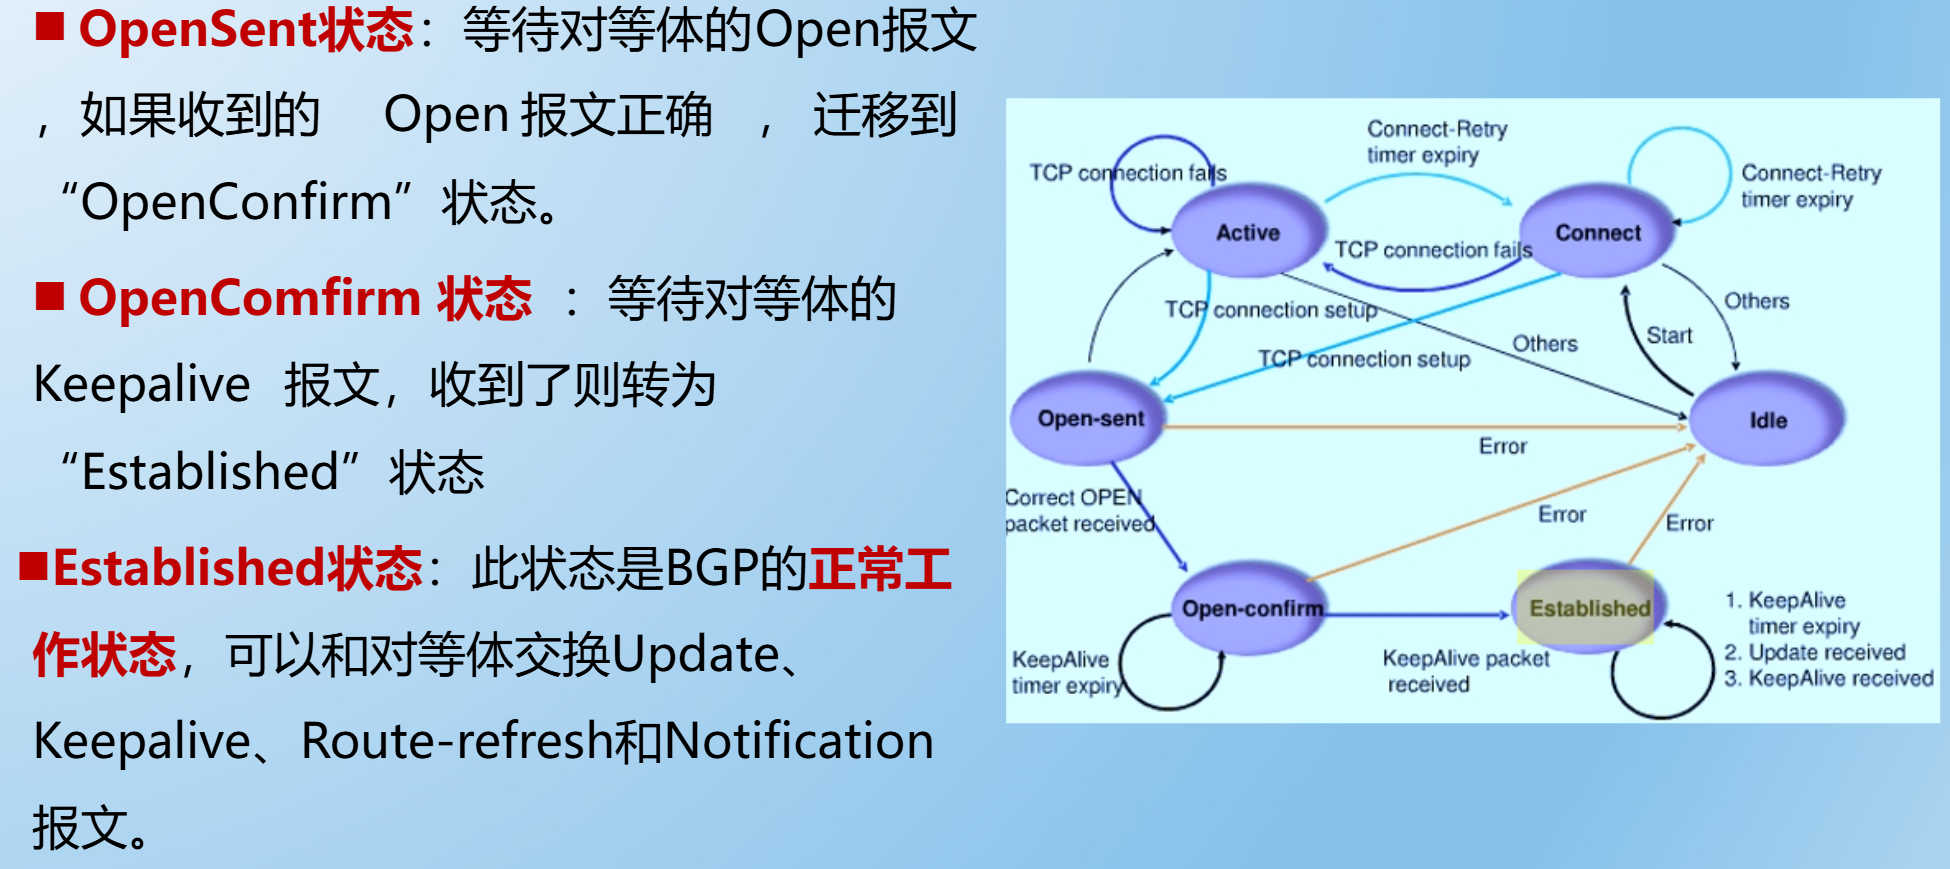 ■ OpenSent状态：等待对等体的Open报文
，如果收到的 Open 报文正确 ， 迁移到
“OpenConfirm”状态。
■ OpenComfirm 状态 ： 等待对等体的
Keepalive 报文，收到了则转为
“Established”状态
■Established状态：此状态是BGP的正常工
作状态，可以和对等体交换Update、
Keepalive、Route-refresh和Notification
报文。
Connect-Retry
timer expiry
TCP connection fails
Connect-Retry
timer expiry
Active
Connect
TCP connection fails
TCP connection setup
Others
Start
Others
TCP connection setup
Open-sent
Idle
Error
Correct OPEN
packet received
Error
Error
Open-confirm
Established
1. KeepAlive
timer expiry
2. Update received
3. KeepAlive received
KeepAlive
timer expiry
KeepAlive packet
received